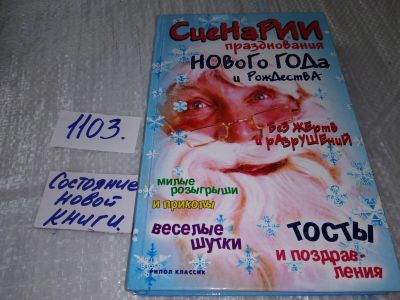 СЦЕНАРИИ
празднования
НОВОГО ГОДа
и РОЖДЕСТВА
без ЖЕРТВ
и РАЗРУШЕНИЙ
милые
розыгрыши
и приколы
веселые
шутки
ТОСТЫ
и поздрав-
ления
РИПОЛ КЛАССИК
1103.
Состояние
новой
книги.